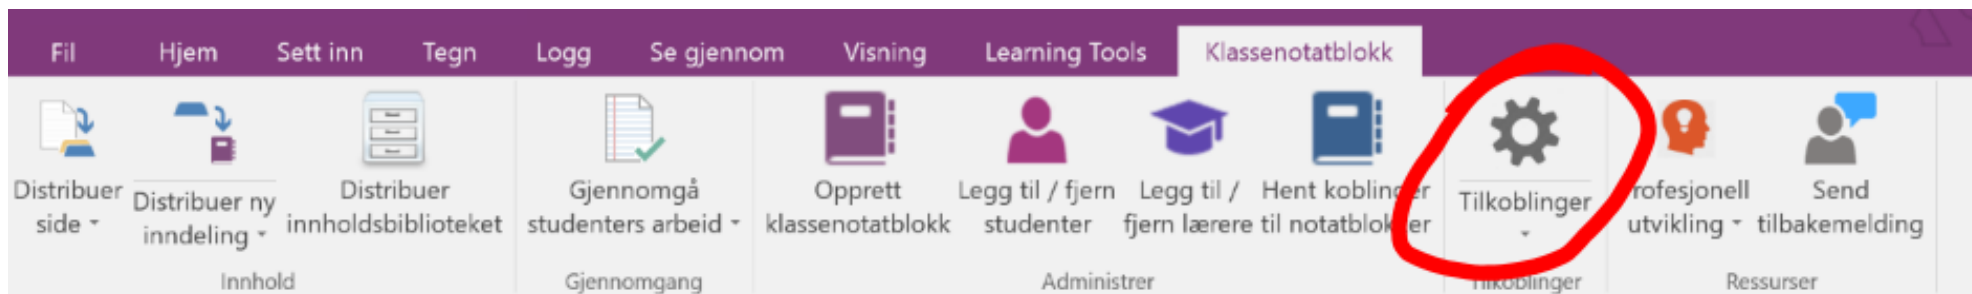 Fil Hjem Sett inn Tegn Logg Se gjennom Visning Learning Tools Klassenotatblokk
Distribuer side
Distribuer ny inndeling
Distribuer innholdsbiblioteket
Innhold
Gjennomgå studenters arbeid
Gjennomgang
Opprett klassenotatblokk
Legg til / fjern studenter
Legg til / fjern lærere
Hent koblinger til notatblokker
Administrer
Tilkoblinger
Tilkoblinger
rofesjonell utvikling
Send tilbakemelding
Ressurser